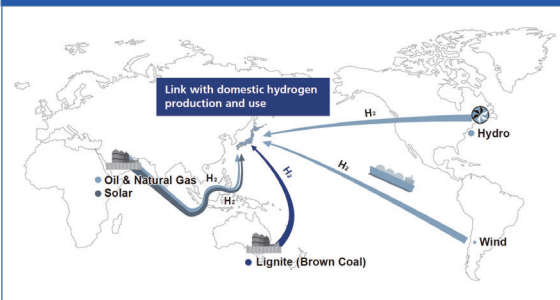 Link with domestic hydrogen
production and use
H₂
Hydro
H₂
H₂
Oil & Natural Gas
H₂
Solar
H₂
Wind
Lignite (Brown Coal)